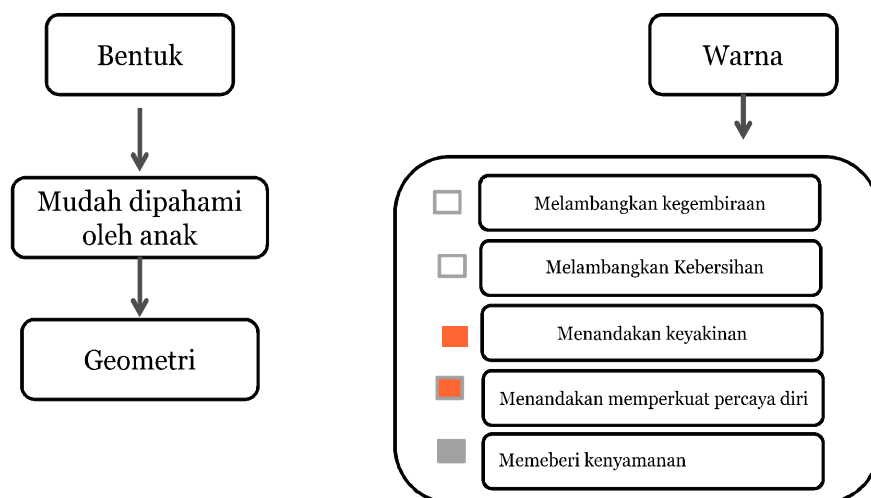 Bentuk
Mudah dipahami
oleh anak
Geometri
Warna
Melambangkan kegembiraan
Melambangkan Kebersihan
Menandakan keyakinan
Menandakan memperkuat percaya diri
Memeberi kenyamanan